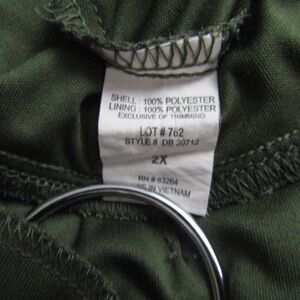 SHELL: 100% POLYESTER
LINING: 100% POLYESTER
EXCLUSIVE OF TRIMMING
LOT # 762
STYLE # DB 20712
2X
RN # 63264
IN VIETNAM